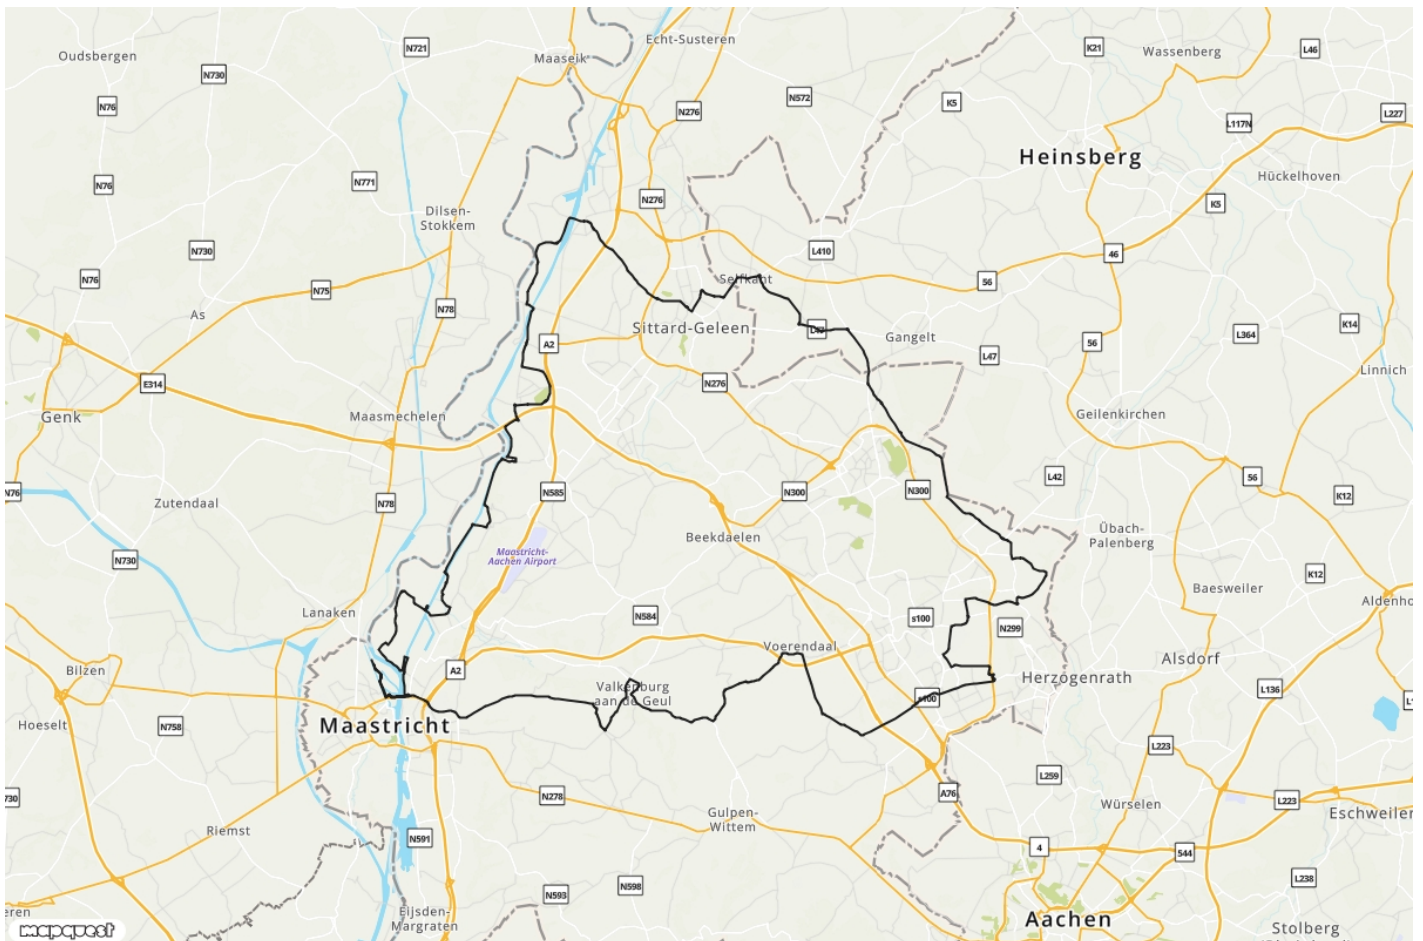 Echt-Susteren
N721
K21
L46
Oudsbergen
Maaseik
Wassenberg
N730
N76
N276
N572
K5
L227
L117N
Heinsberg
N771
N76
Hückelhoven
N276
K5
Dilsen-
Stokkem
N730
L410
46
N76
Selfkant
56
N75
N78
As
Sittard-Geleen
K14
Gangelt
L364
A2
56
L47
Linnich
E314
N276
Genk
Maasmechelen
Geilenkirchen
L42
56
N76
N585
N300
N300
K12
Zutendaal
N78
Übach-
Palenberg
Beekdaelen
Maastricht-
Aachen Airport
N730
K12
Baesweiler
Aldenho
Lanaken
N584
s100
N299
Voerendaal
Alsdorf
Bilzen
A2
Herzogenrath
Valkenburg
aan de Geul
L136
s100
Hoeselt
N758
Maastricht
L223
L259
A76
N278
730
L223
Würselen
Gulpen-
Wittem
Eschweiler
Riemst
N591
4
544
L238
N598
N593
eren
Eijsden-
Margraten
Aachen
Stolberg
mapquest